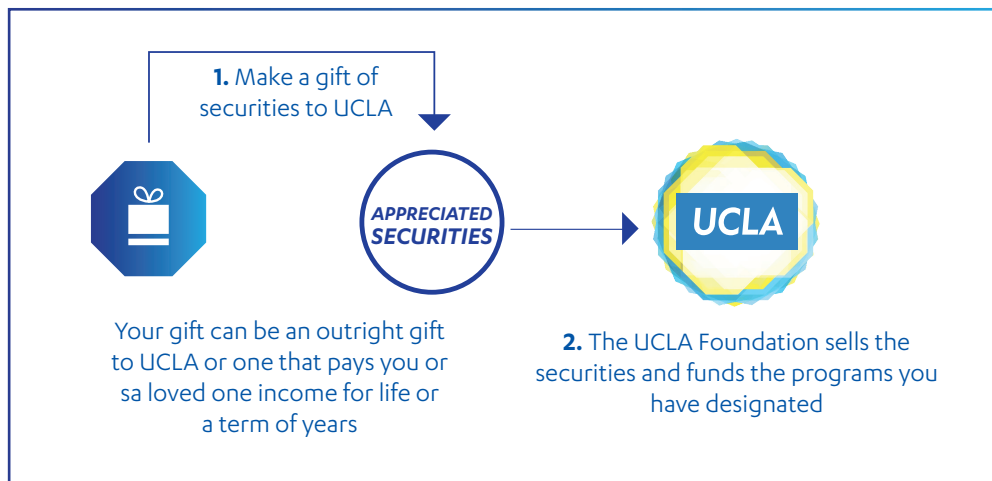 1. Make a gift of
securities to UCLA
APPRECIATED
SECURITIES
UCLA
Your gift can be an outright gift
to UCLA or one that pays you or
sa loved one income for life or
a term of years
2. The UCLA Foundation sells the
securities and funds the programs you
have designated